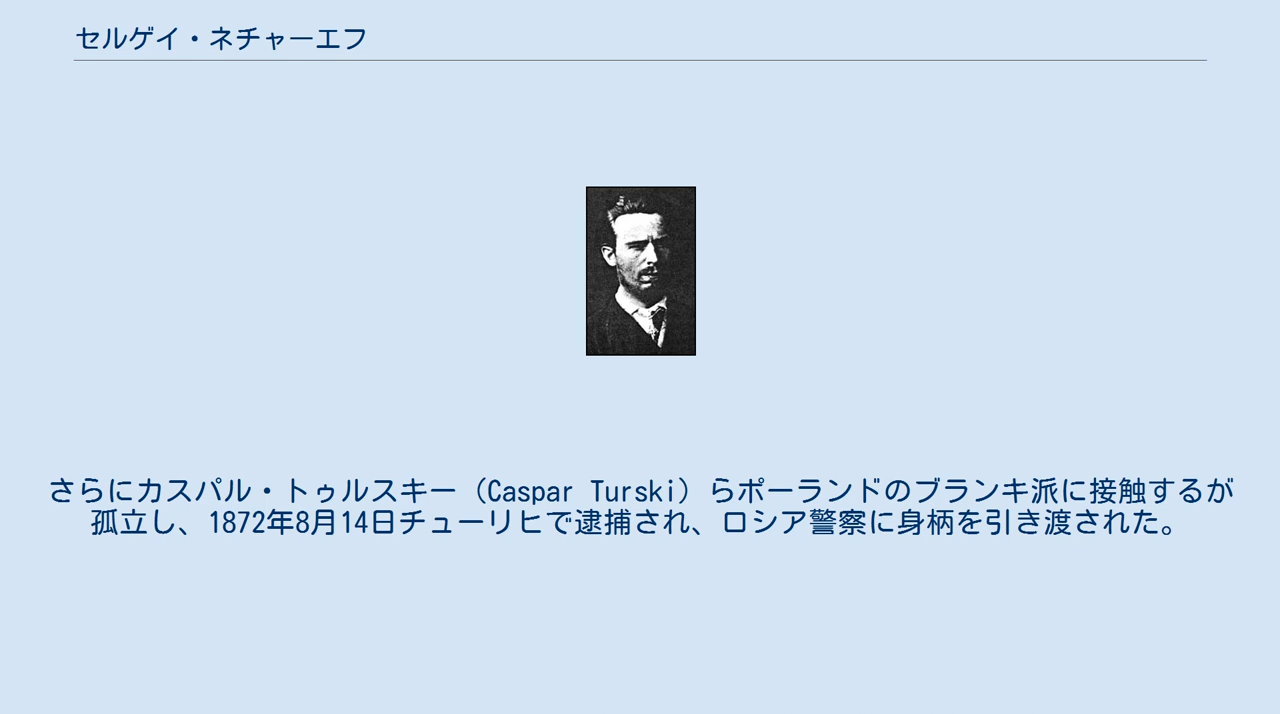 セルゲイ・ネチャーエフ
さらにカスパル・トゥルスキー（Caspar Turski）らポーランドのブランキ派に接触するが
孤立し、1872年8月14日チューリヒで逮捕され、ロシア警察に身柄を引き渡された。